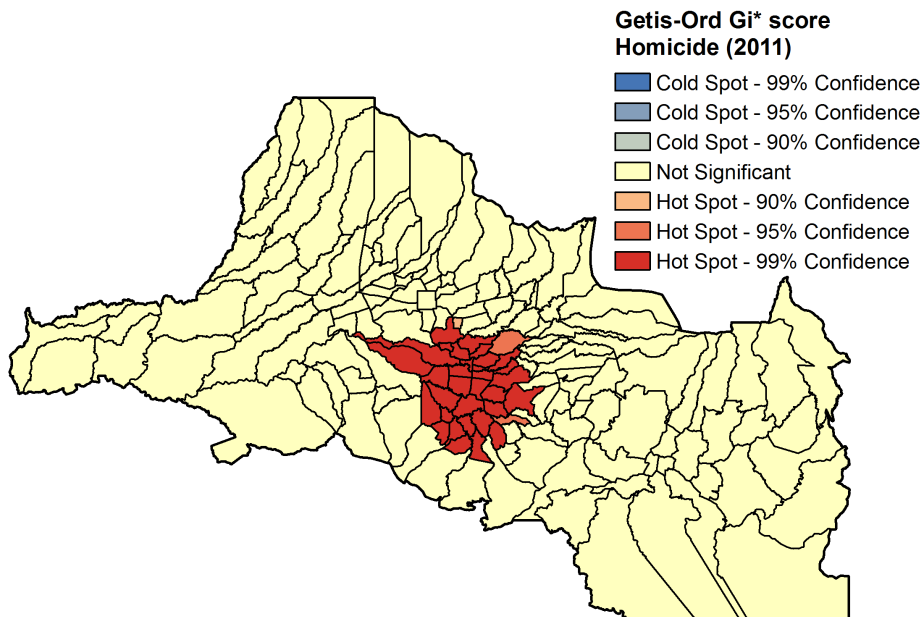 Getis-Ord Gi* score
Homicide (2011)
Cold Spot - 99% Confidence
Cold Spot - 95% Confidence
Cold Spot - 90% Confidence
Not Significant
Hot Spot - 90% Confidence
Hot Spot - 95% Confidence
Hot Spot - 99% Confidence